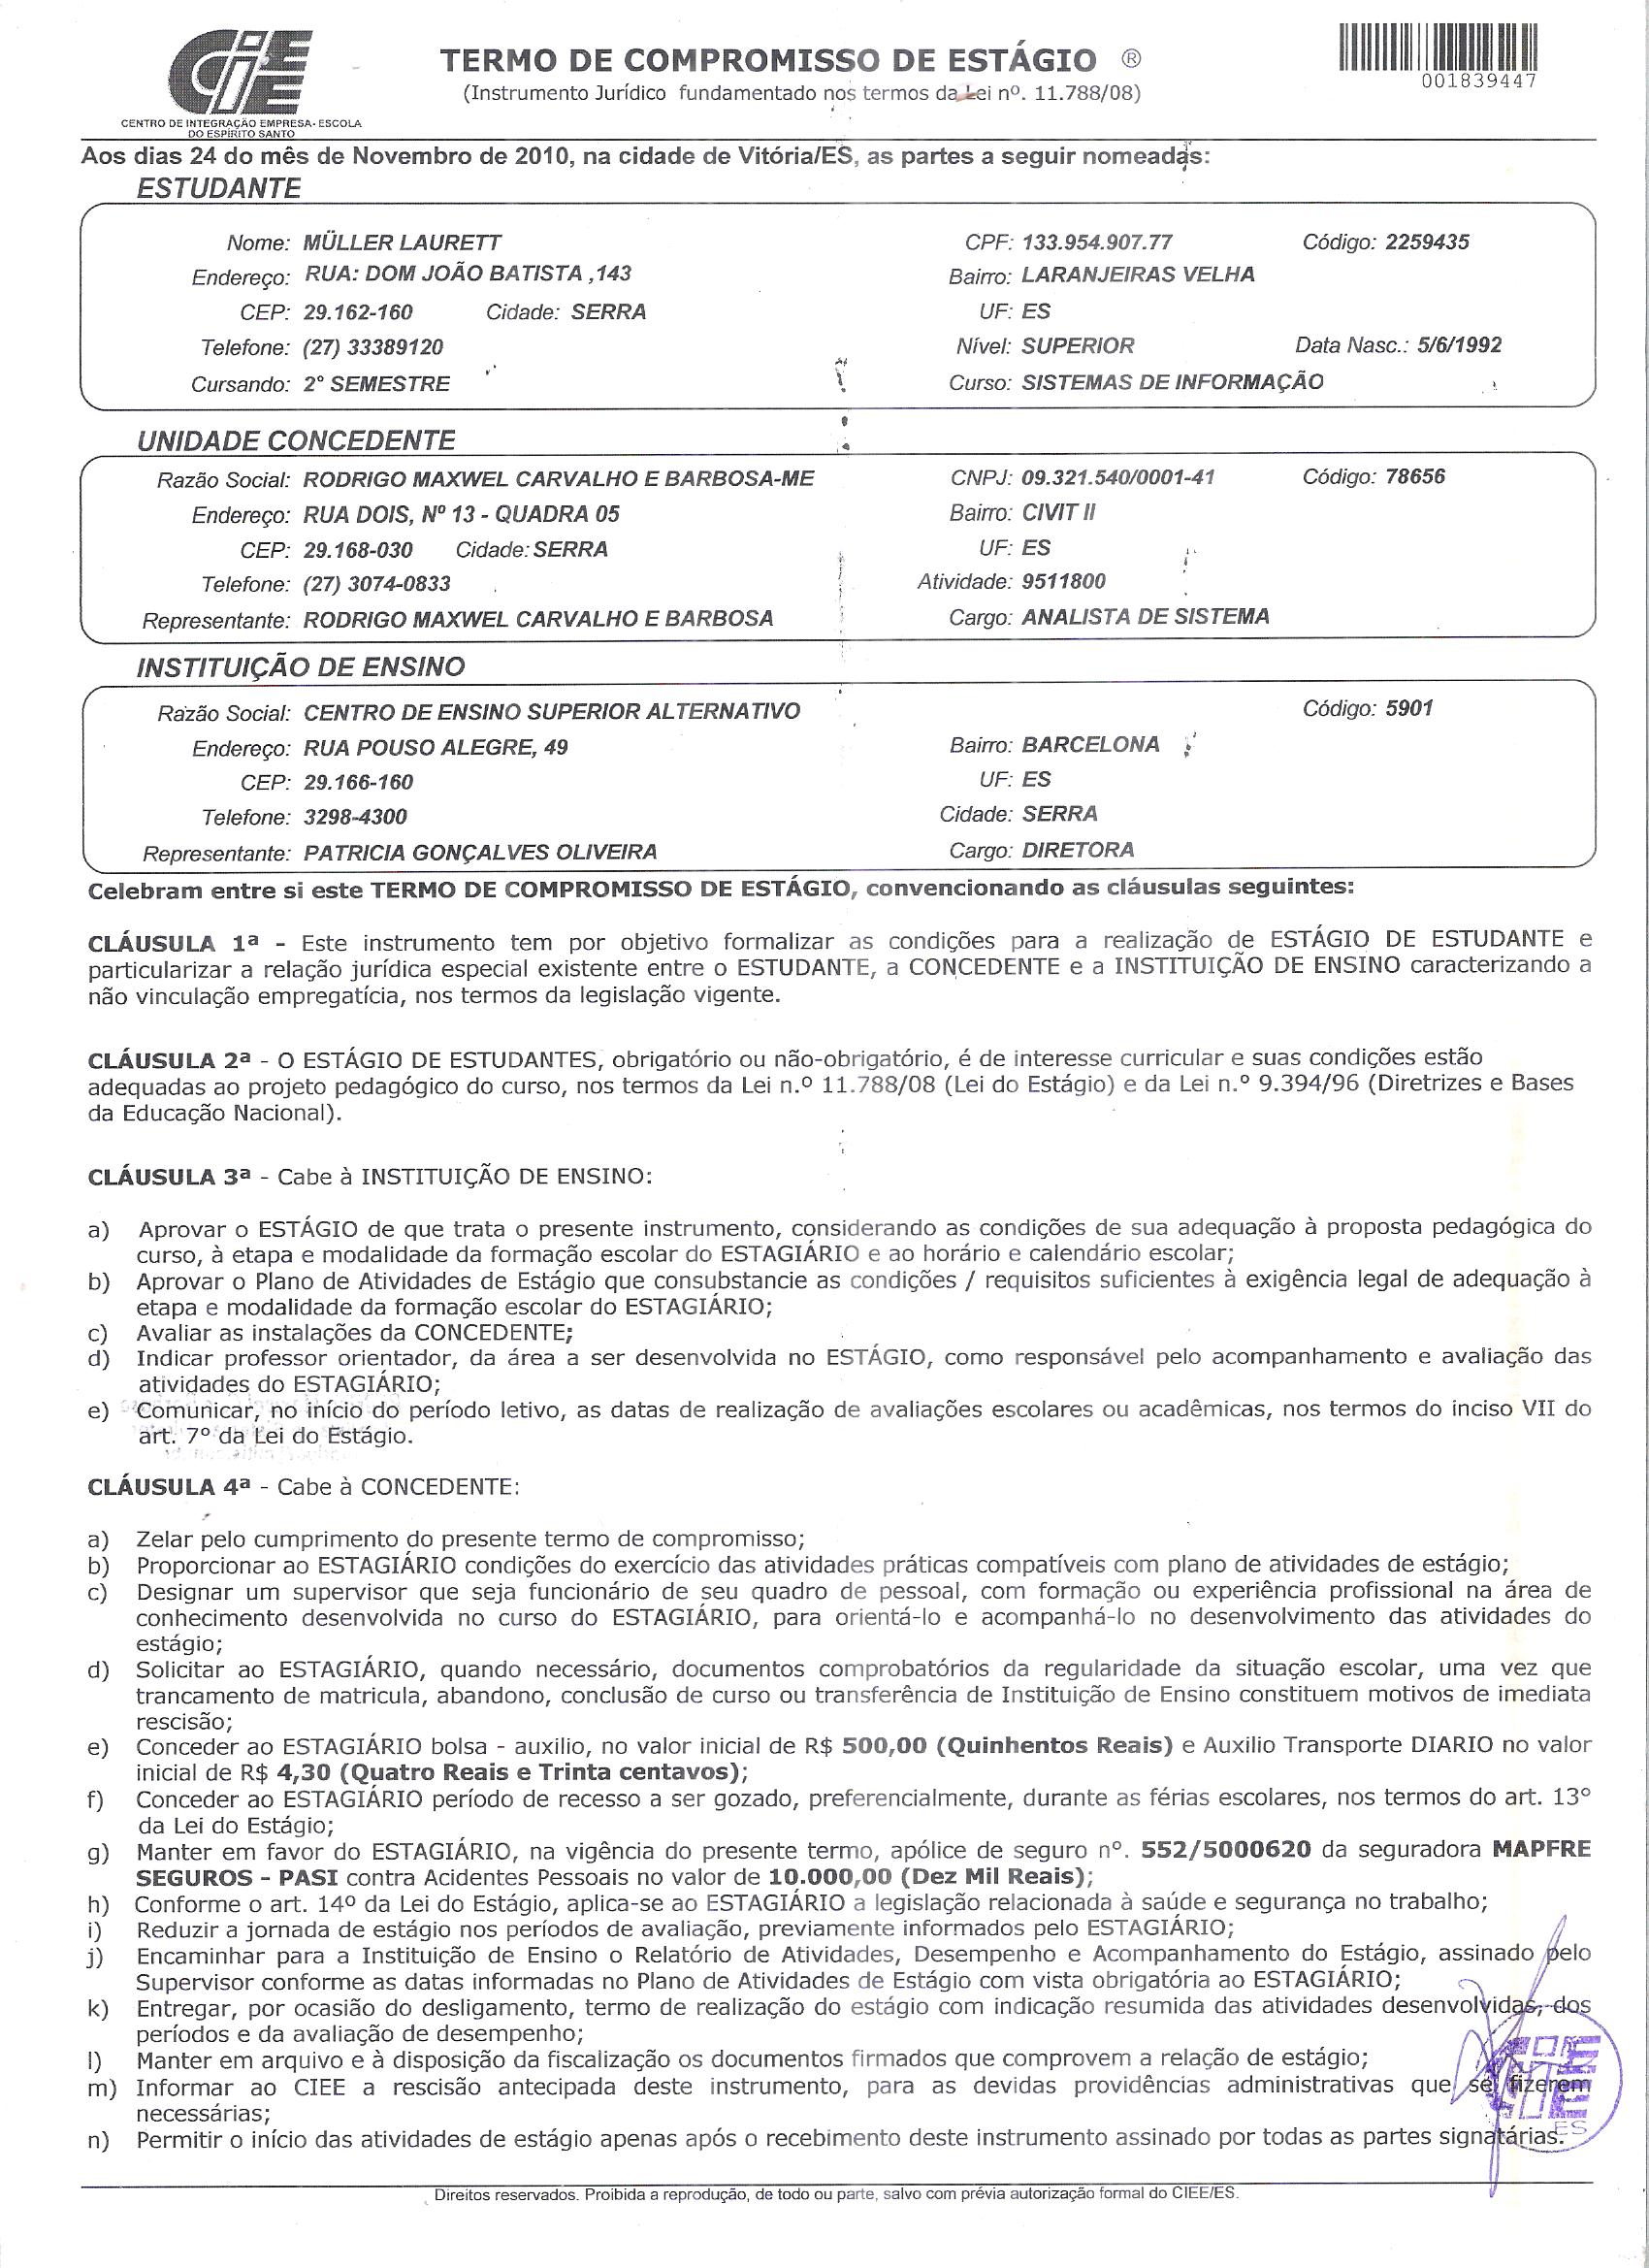 CIEE
CENTRO DE INTEGRAÇÃO EMPRESA-ESCOLA
DO ESPÍRITO SANTO
TERMO DE COMPROMISSO DE ESTÁGIO ®
(Instrumento Jurídico fundamentado nos termos da Lei nº. 11.788/08)
001839447
Aos dias 24 do mês de Novembro de 2010, na cidade de Vitória/ES, as partes a seguir nomeadas:
ESTUDANTE
Nome: MÜLLER LAURETT CPF: 133.954.907.77 Código: 2259435
Endereço: RUA: DOM JOÃO BATISTA ,143 Bairro: LARANJEIRAS VELHA
CEP: 29.162-160 Cidade: SERRA UF: ES
Telefone: (27) 33389120 Nível: SUPERIOR Data Nasc.: 5/6/1992
Cursando: 2° SEMESTRE Curso: SISTEMAS DE INFORMAÇÃO
UNIDADE CONCEDENTE
Razão Social: RODRIGO MAXWEL CARVALHO E BARBOSA-ME CNPJ: 09.321.540/0001-41 Código: 78656
Endereço: RUA DOIS, Nº 13 - QUADRA 05 Bairro: CIVIT II
CEP: 29.168-030 Cidade: SERRA UF: ES
Telefone: (27) 3074-0833 Atividade: 9511800
Representante: RODRIGO MAXWEL CARVALHO E BARBOSA Cargo: ANALISTA DE SISTEMA
INSTITUIÇÃO DE ENSINO
Razão Social: CENTRO DE ENSINO SUPERIOR ALTERNATIVO Código: 5901
Endereço: RUA POUSO ALEGRE, 49 Bairro: BARCELONA
CEP: 29.166-160 UF: ES
Telefone: 3298-4300 Cidade: SERRA
Representante: PATRICIA GONÇALVES OLIVEIRA Cargo: DIRETORA
Celebram entre si este TERMO DE COMPROMISSO DE ESTÁGIO, convencionando as cláusulas seguintes:
CLÁUSULA 1ª - Este instrumento tem por objetivo formalizar as condições para a realização de ESTÁGIO DE ESTUDANTE e
particularizar a relação jurídica especial existente entre o ESTUDANTE, a CONCEDENTE e a INSTITUIÇÃO DE ENSINO caracterizando a
não vinculação empregatícia, nos termos da legislação vigente.
CLÁUSULA 2ª - O ESTÁGIO DE ESTUDANTES, obrigatório ou não-obrigatório, é de interesse curricular e suas condições estão
adequadas ao projeto pedagógico do curso, nos termos da Lei n.º 11.788/08 (Lei do Estágio) e da Lei n.º 9.394/96 (Diretrizes e Bases
da Educação Nacional).
CLÁUSULA 3ª - Cabe à INSTITUIÇÃO DE ENSINO:
a) Aprovar o ESTÁGIO de que trata o presente instrumento, considerando as condições de sua adequação à proposta pedagógica do
curso, à etapa e modalidade da formação escolar do ESTAGIÁRIO e ao horário e calendário escolar;
b) Aprovar o Plano de Atividades de Estágio que consubstancie as condições / requisitos suficientes à exigência legal de adequação à
etapa e modalidade da formação escolar do ESTAGIÁRIO;
c) Avaliar as instalações da CONCEDENTE;
d) Indicar professor orientador, da área a ser desenvolvida no ESTÁGIO, como responsável pelo acompanhamento e avaliação das
atividades do ESTAGIÁRIO;
e) Comunicar, no início do período letivo, as datas de realização de avaliações escolares ou acadêmicas, nos termos do inciso VII do
art. 7º da Lei do Estágio.
CLÁUSULA 4ª - Cabe à CONCEDENTE:
a) Zelar pelo cumprimento do presente termo de compromisso;
b) Proporcionar ao ESTAGIÁRIO condições do exercício das atividades práticas compatíveis com plano de atividades de estágio;
c) Designar um supervisor que seja funcionário de seu quadro de pessoal, com formação ou experiência profissional na área de
conhecimento desenvolvida no curso do ESTAGIÁRIO, para orientá-lo e acompanhá-lo no desenvolvimento das atividades do
estágio;
d) Solicitar ao ESTAGIÁRIO, quando necessário, documentos comprobatórios da regularidade da situação escolar, uma vez que
trancamento de matricula, abandono, conclusão de curso ou transferência de Instituição de Ensino constituem motivos de imediata
rescisão;
e) Conceder ao ESTAGIÁRIO bolsa - auxilio, no valor inicial de R$ 500,00 (Quinhentos Reais) e Auxilio Transporte DIARIO no valor
inicial de R$ 4,30 (Quatro Reais e Trinta centavos);
f) Conceder ao ESTAGIÁRIO período de recesso a ser gozado, preferencialmente, durante as férias escolares, nos termos do art. 13º
da Lei do Estágio;
g) Manter em favor do ESTAGIÁRIO, na vigência do presente termo, apólice de seguro nº. 552/5000620 da seguradora MAPFRE
SEGUROS - PASI contra Acidentes Pessoais no valor de 10.000,00 (Dez Mil Reais);
h) Conforme o art. 14º da Lei do Estágio, aplica-se ao ESTAGIÁRIO a legislação relacionada à saúde e segurança no trabalho;
i) Reduzir a jornada de estágio nos períodos de avaliação, previamente informados pelo ESTAGIÁRIO;
j) Encaminhar para a Instituição de Ensino o Relatório de Atividades, Desempenho e Acompanhamento do Estágio, assinado pelo
Supervisor conforme as datas informadas no Plano de Atividades de Estágio com vista obrigatória ao ESTAGIÁRIO;
k) Entregar, por ocasião do desligamento, termo de realização do estágio com indicação resumida das atividades desenvolvidas, dos
períodos e da avaliação de desempenho;
l) Manter em arquivo e à disposição da fiscalização os documentos firmados que comprovem a relação de estágio;
m) Informar ao CIEE a rescisão antecipada deste instrumento, para as devidas providências administrativas que se fizerem
necessárias;
n) Permitir o início das atividades de estágio apenas após o recebimento deste instrumento assinado por todas as partes signatárias.
CIEE
ES
Direitos reservados. Proibida a reprodução, de todo ou parte, salvo com prévia autorização formal do CIEE/ES.